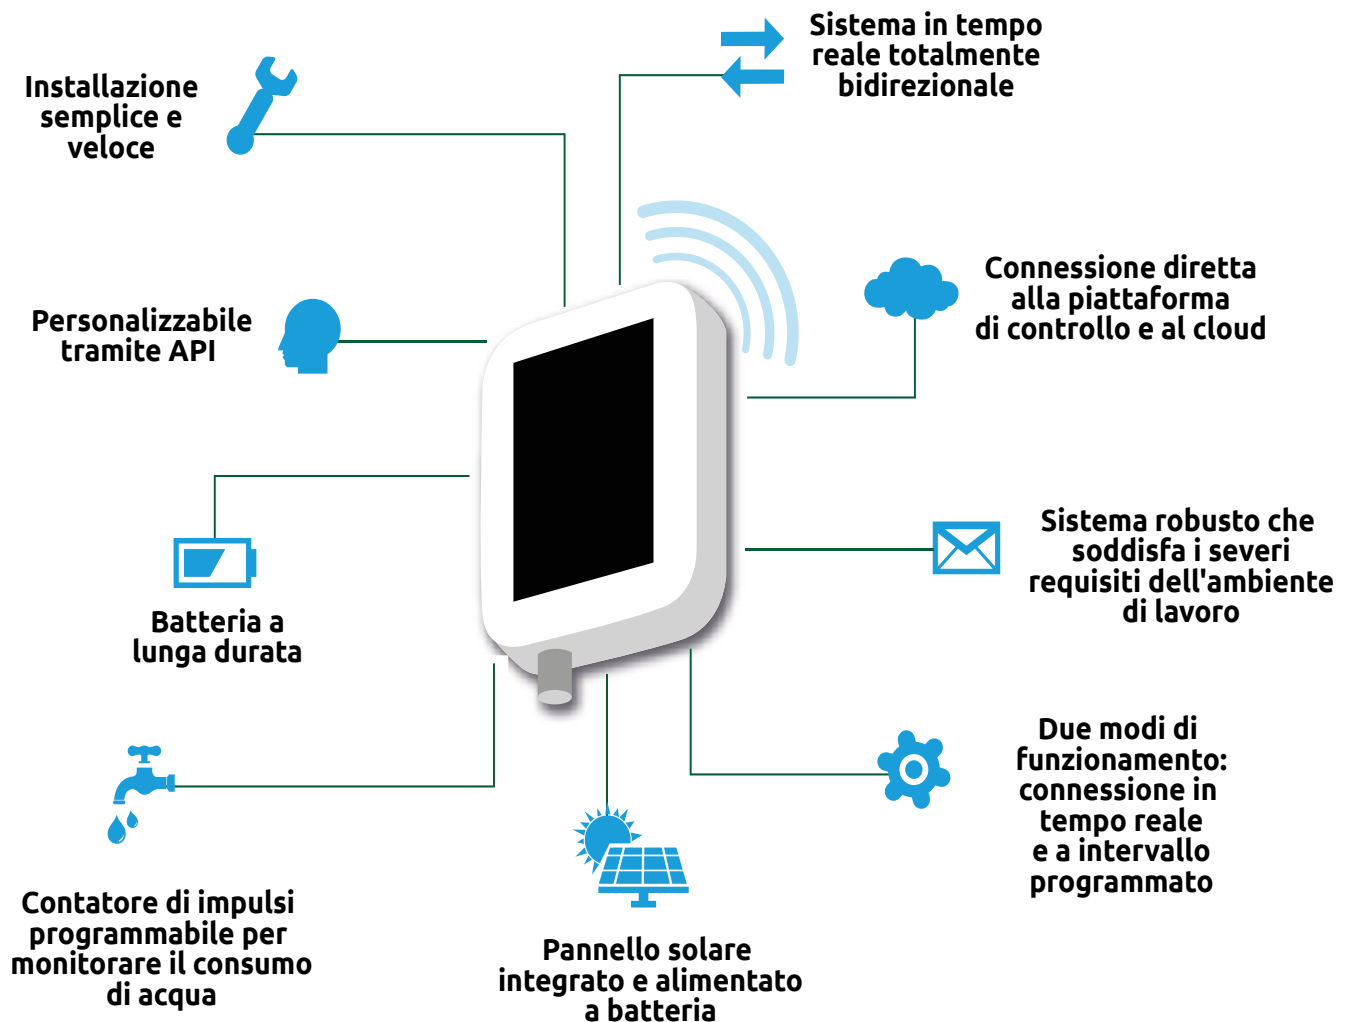 Installazione
semplice e
veloce
Sistema in tempo
reale totalmente
bidirezionale
Personalizzabile
tramite API
Connessione diretta
alla piattaforma
di controllo e al cloud
Batteria a
lunga durata
Sistema robusto che
soddisfa i severi
requisiti dell'ambiente
di lavoro
Contatore di impulsi
programmabile per
monitorare il consumo
di acqua
Pannello solare
integrato e alimentato
a batteria
Due modi di
funzionamento:
connessione in
tempo reale
e a intervallo
programmato